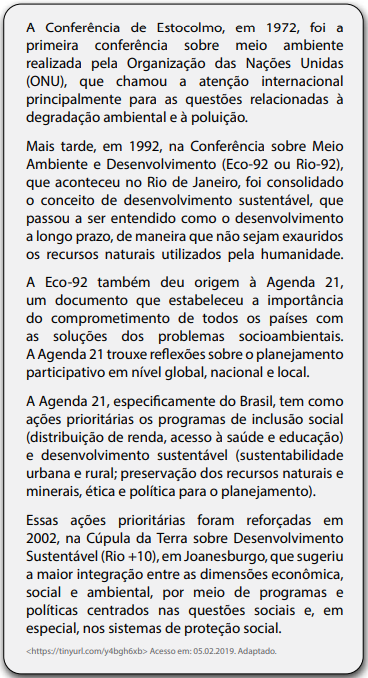 A Conferência de Estocolmo, em 1972, foi a
primeira conferência sobre meio ambiente
realizada pela Organização das Nações Unidas
(ONU), que chamou a atenção internacional
principalmente para as questões relacionadas à
degradação ambiental e à poluição.
Mais tarde, em 1992, na Conferência sobre Meio
Ambiente e Desenvolvimento (Eco-92 ou Rio-92),
que aconteceu no Rio de Janeiro, foi consolidado
o conceito de desenvolvimento sustentável, que
passou a ser entendido como o desenvolvimento
a longo prazo, de maneira que não sejam exauridos
os recursos naturais utilizados pela humanidade.
A Eco-92 também deu origem à Agenda 21,
um documento que estabeleceu a importância
do comprometimento de todos os países com
as soluções dos problemas socioambientais.
A Agenda 21 trouxe reflexões sobre o planejamento
participativo em nível global, nacional e local.
A Agenda 21, especificamente do Brasil, tem como
ações prioritárias os programas de inclusão social
(distribuição de renda, acesso à saúde e educação)
e desenvolvimento sustentável (sustentabilidade
urbana e rural; preservação dos recursos naturais e
minerais, ética e política para o planejamento).
Essas ações prioritárias foram reforçadas em
2002, na Cúpula da Terra sobre Desenvolvimento
Sustentável (Rio +10), em Joanesburgo, que sugeriu
a maior integração entre as dimensões econômica,
social e ambiental, por meio de programas e
políticas centrados nas questões sociais e, em
especial, nos sistemas de proteção social.
<https://tinyurl.com/y4bgh6xb> Acesso em: 05.02.2019. Adaptado.